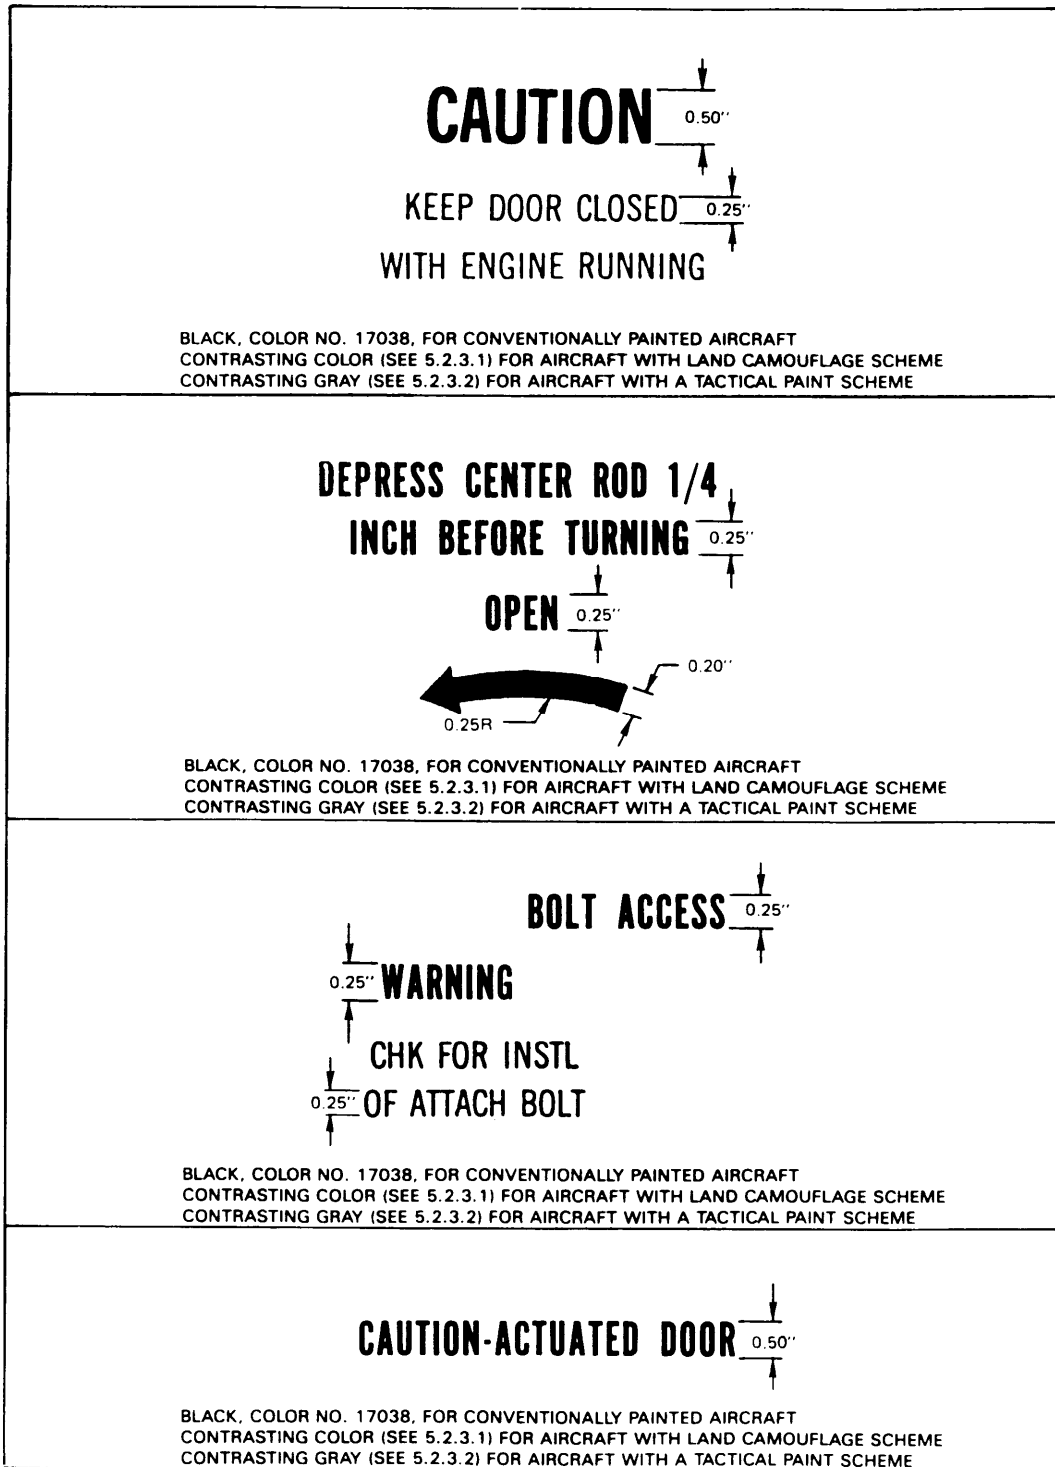 CAUTION 0.50''
KEEP DOOR CLOSED 0.25''
WITH ENGINE RUNNING
BLACK, COLOR NO. 17038, FOR CONVENTIONALLY PAINTED AIRCRAFT
CONTRASTING COLOR (SEE 5.2.3.1) FOR AIRCRAFT WITH LAND CAMOUFLAGE SCHEME
CONTRASTING GRAY (SEE 5.2.3.2) FOR AIRCRAFT WITH A TACTICAL PAINT SCHEME
DEPRESS CENTER ROD 1/4
INCH BEFORE TURNING 0.25''
OPEN 0.25''
0.20''
0.25R
BLACK, COLOR NO. 17038, FOR CONVENTIONALLY PAINTED AIRCRAFT
CONTRASTING COLOR (SEE 5.2.3.1) FOR AIRCRAFT WITH LAND CAMOUFLAGE SCHEME
CONTRASTING GRAY (SEE 5.2.3.2) FOR AIRCRAFT WITH A TACTICAL PAINT SCHEME
BOLT ACCESS 0.25''
0.25'' WARNING
CHK FOR INSTL
0.25'' OF ATTACH BOLT
BLACK, COLOR NO. 17038, FOR CONVENTIONALLY PAINTED AIRCRAFT
CONTRASTING COLOR (SEE 5.2.3.1) FOR AIRCRAFT WITH LAND CAMOUFLAGE SCHEME
CONTRASTING GRAY (SEE 5.2.3.2) FOR AIRCRAFT WITH A TACTICAL PAINT SCHEME
CAUTION-ACTUATED DOOR 0.50''
BLACK, COLOR NO. 17038, FOR CONVENTIONALLY PAINTED AIRCRAFT
CONTRASTING COLOR (SEE 5.2.3.1) FOR AIRCRAFT WITH LAND CAMOUFLAGE SCHEME
CONTRASTING GRAY (SEE 5.2.3.2) FOR AIRCRAFT WITH A TACTICAL PAINT SCHEME